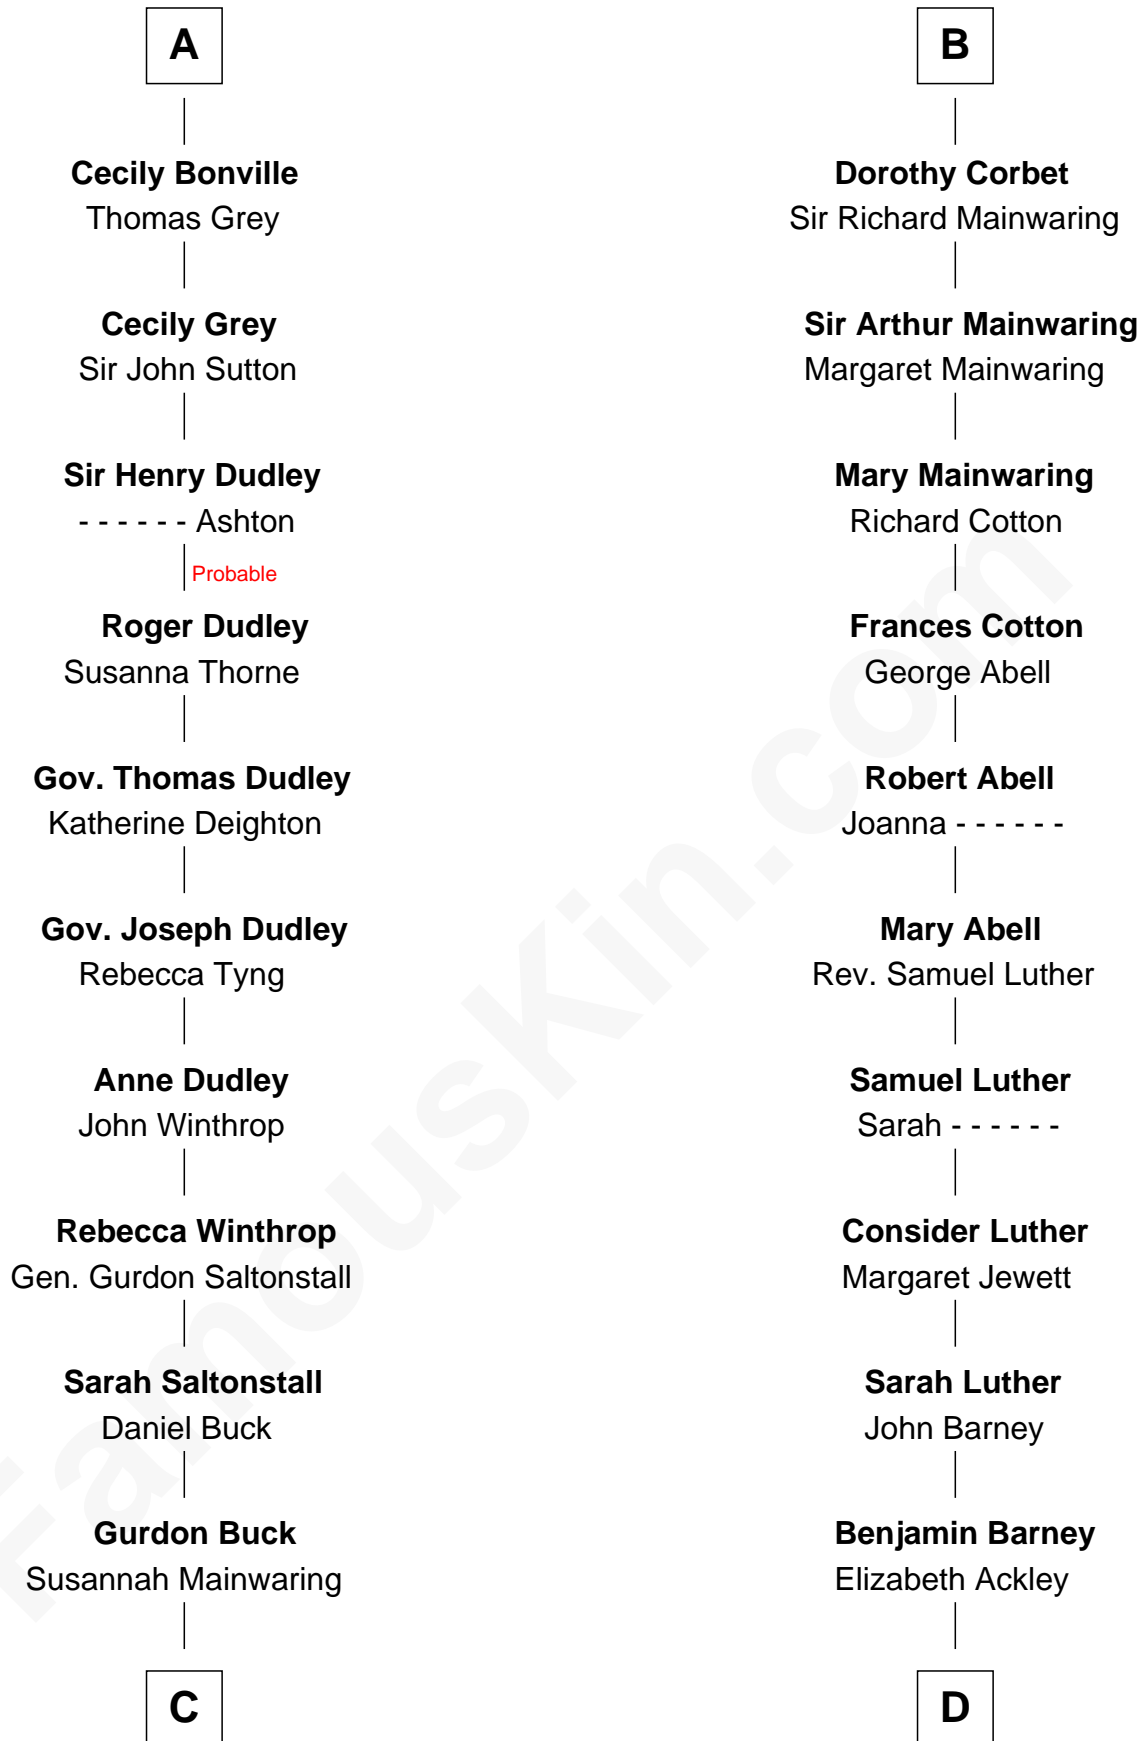 A
Cecily Bonville
Thomas Grey
Cecily Grey
Sir John Sutton
Sir Henry Dudley
- - - - - - Ashton
Probable
Roger Dudley
Susanna Thorne
Gov. Thomas Dudley
Katherine Deighton
Gov. Joseph Dudley
Rebecca Tyng
Anne Dudley
John Winthrop
Rebecca Winthrop
Gen. Gurdon Saltonstall
Sarah Saltonstall
Daniel Buck
Gurdon Buck
Susannah Mainwaring
C
B
Dorothy Corbet
Sir Richard Mainwaring
Sir Arthur Mainwaring
Margaret Mainwaring
Mary Mainwaring
Richard Cotton
Frances Cotton
George Abell
Robert Abell
Joanna - - - - - -
Mary Abell
Rev. Samuel Luther
Samuel Luther
Sarah - - - - - -
Consider Luther
Margaret Jewett
Sarah Luther
John Barney
Benjamin Barney
Elizabeth Ackley
D
FamousKin.com